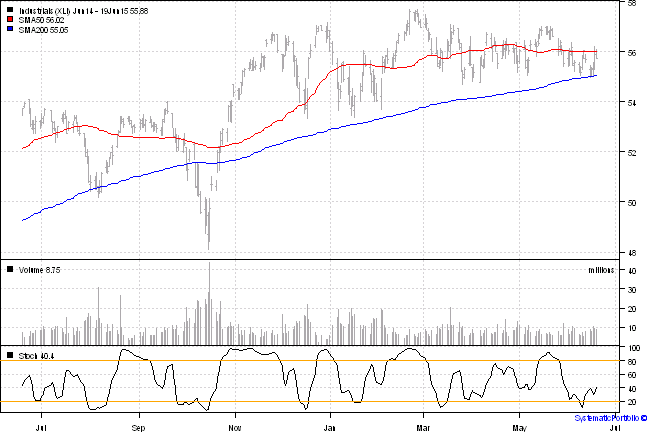 Industrials (XLI) Jun 14 - 19Jun15 55.88
SMA50 56.02
SMA200 55.05
58
56
54
52
50
48
Volume 8.75
millions
40
30
20
10
Stoch 40.4
100
80
60
40
20
Jul
Sep
Nov
Jan
Mar
May
Jul
SystematicPortfolio ©